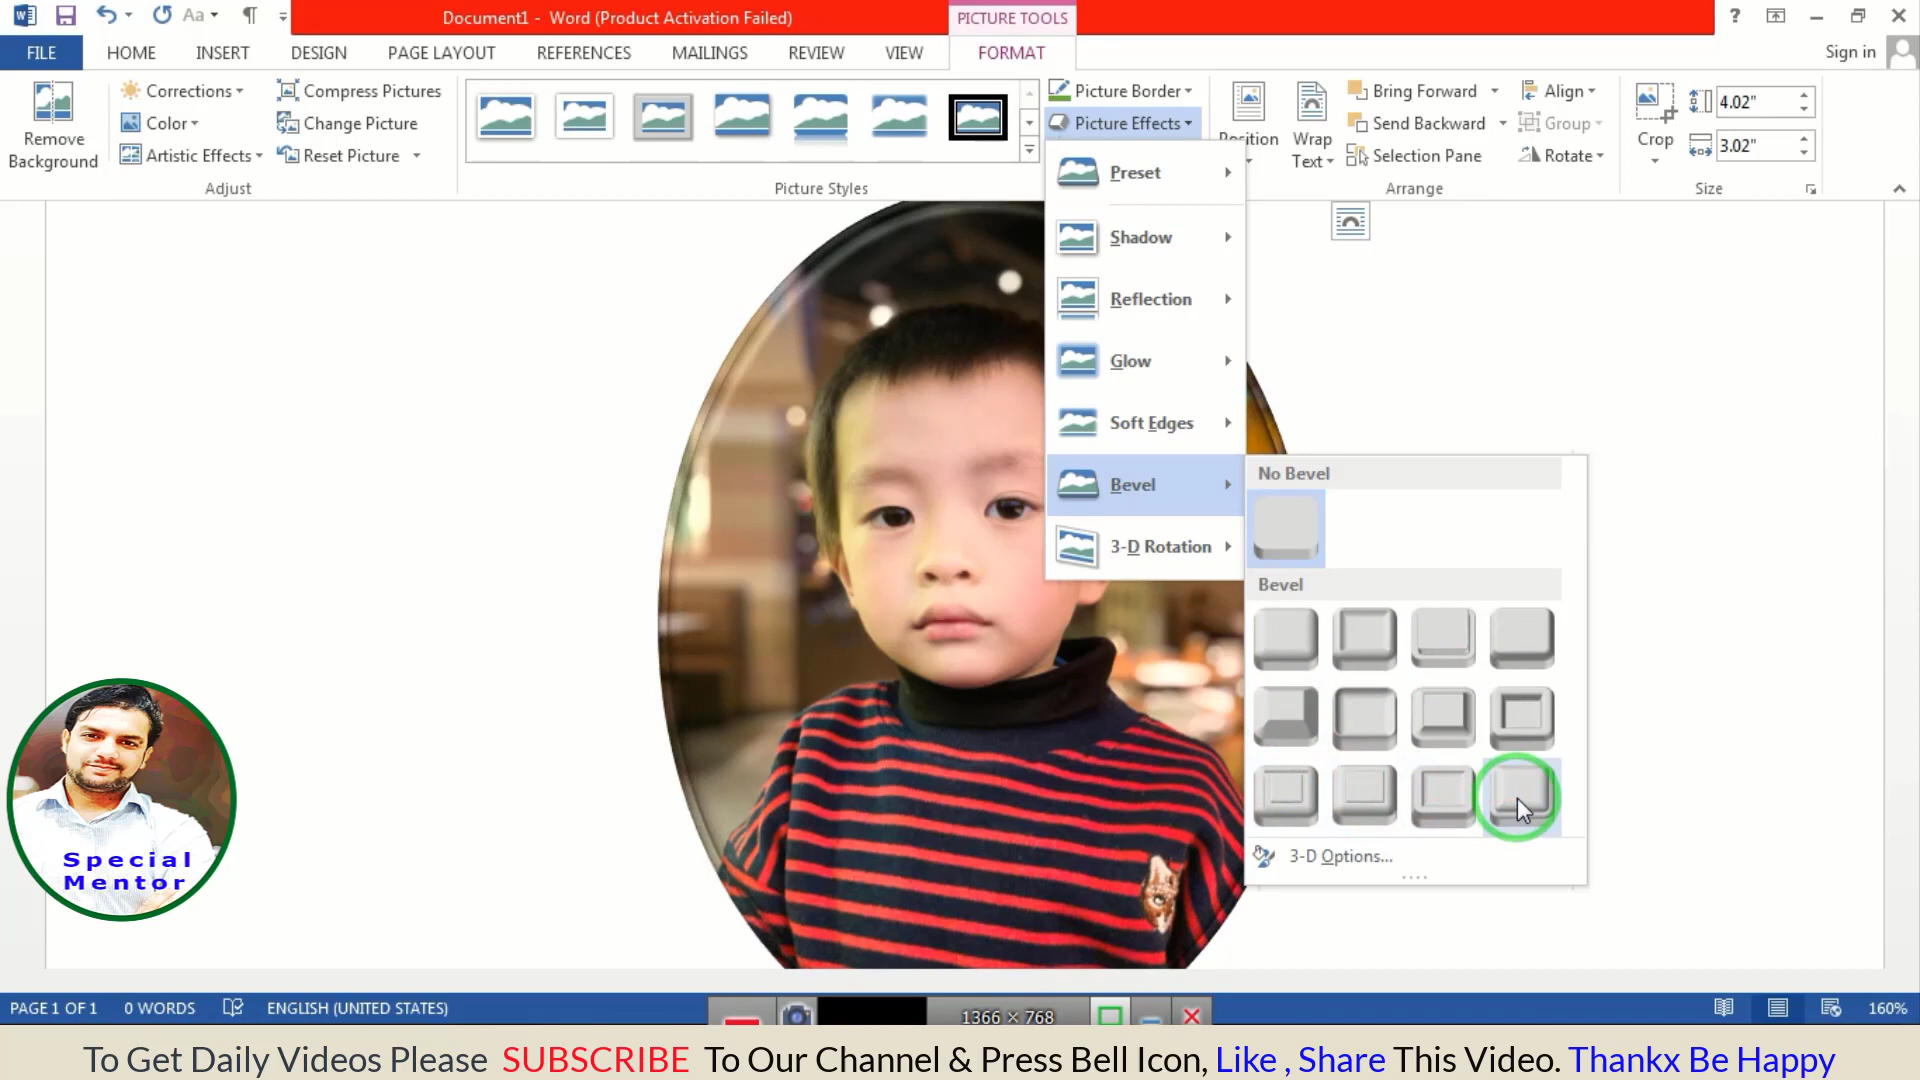 Document1 - Word (Product Activation Failed)
PICTURE TOOLS
FILE HOME INSERT DESIGN PAGE LAYOUT REFERENCES MAILINGS REVIEW VIEW FORMAT Sign in
Remove Background
Corrections
Color
Artistic Effects
Compress Pictures
Change Picture
Reset Picture
Adjust
Picture Styles
Picture Border
Picture Effects
Position
Wrap Text
Bring Forward
Send Backward
Selection Pane
Align
Group
Rotate
Arrange
Crop
4.02"
3.02"
Size
Preset
Shadow
Reflection
Glow
Soft Edges
Bevel
3-D Rotation
No Bevel
Bevel
3-D Options...
Special
Mentor
PAGE 1 OF 1 0 WORDS ENGLISH (UNITED STATES) 160%
1366 × 768
To Get Daily Videos Please SUBSCRIBE To Our Channel & Press Bell Icon, Like , Share This Video. Thankx Be Happy